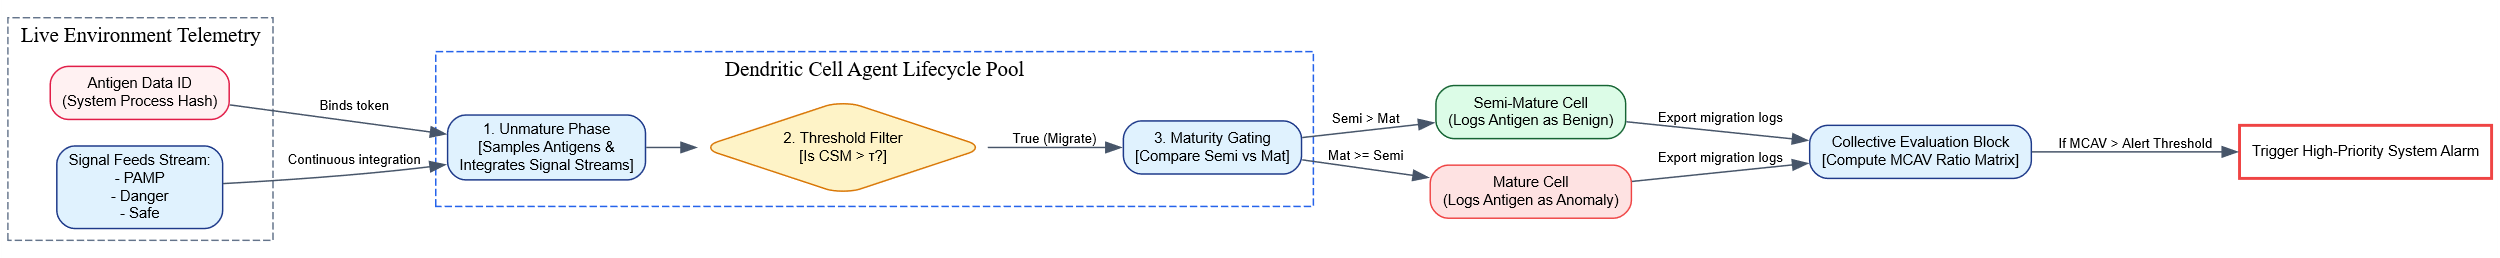 Live Environment Telemetry
Antigen Data ID
(System Process Hash)
Signal Feeds Stream:
- PAMP
- Danger
- Safe
Binds token
Continuous integration
Dendritic Cell Agent Lifecycle Pool
1. Unmature Phase
[Samples Antigens &
Integrates Signal Streams]
2. Threshold Filter
[Is CSM > τ?]
True (Migrate)
3. Maturity Gating
[Compare Semi vs Mat]
Semi > Mat
Mat >= Semi
Semi-Mature Cell
(Logs Antigen as Benign)
Mature Cell
(Logs Antigen as Anomaly)
Export migration logs
Export migration logs
Collective Evaluation Block
[Compute MCAV Ratio Matrix]
If MCAV > Alert Threshold
Trigger High-Priority System Alarm